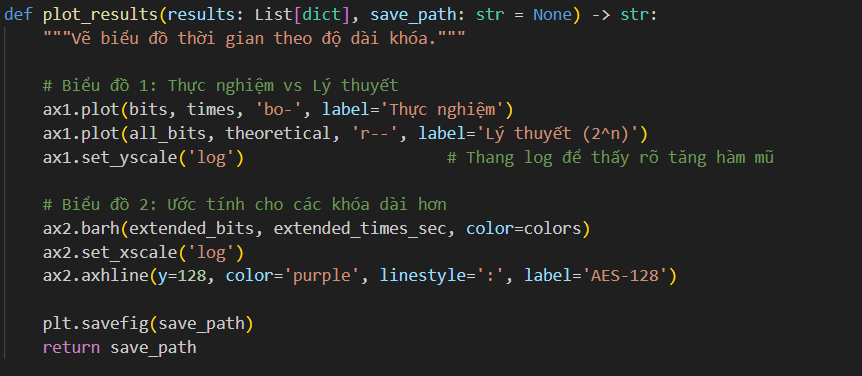 def plot_results(results: List[dict], save_path: str = None) -> str:
    """Vẽ biểu đồ thời gian theo độ dài khóa."""
    # Biểu đồ 1: Thực nghiệm vs Lý thuyết
    ax1.plot(bits, times, 'bo-', label='Thực nghiệm')
    ax1.plot(all_bits, theoretical, 'r--', label='Lý thuyết (2^n)')
    ax1.set_yscale('log')                    # Thang log để thấy rõ tăng hàm mũ
    # Biểu đồ 2: Ước tính cho các khóa dài hơn
    ax2.barh(extended_bits, extended_times_sec, color=colors)
    ax2.set_xscale('log')
    ax2.axhline(y=128, color='purple', linestyle=':', label='AES-128')
    plt.savefig(save_path)
    return save_path